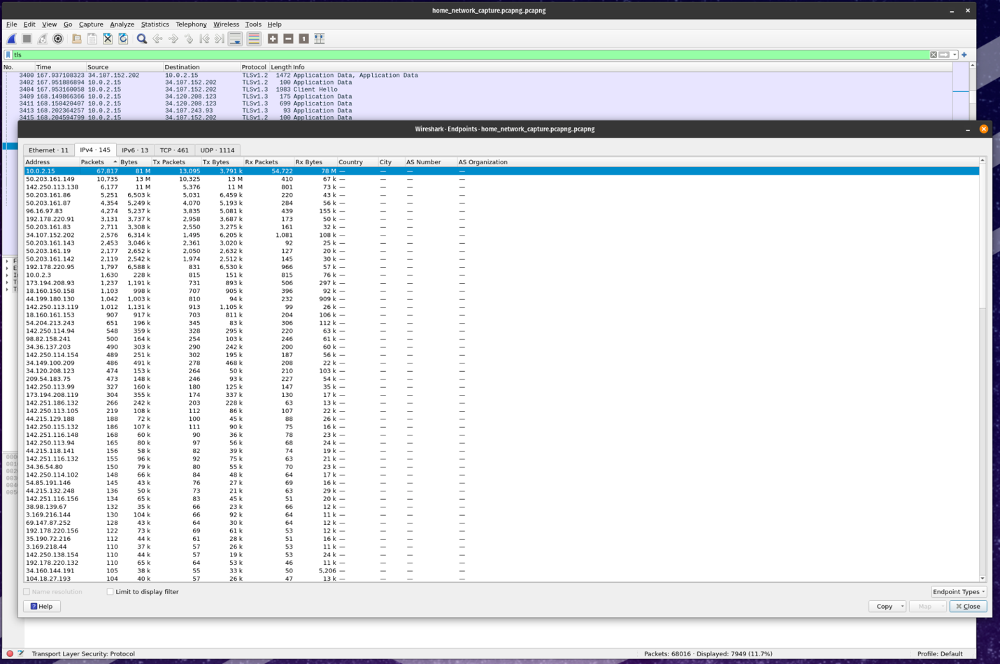 home_network_capture.pcapng.pcapng
File Edit View Go Capture Analyze Statistics Telephony Wireless Tools Help
tls
No. Time Source Destination Protocol Length Info
3400 167.937108323 34.107.152.202 10.0.2.15 TLSv1.2 1472 Application Data, Application Data
3402 167.951886894 10.0.2.15 34.107.152.202 TLSv1.2 100 Application Data
3404 167.953160058 10.0.2.15 34.107.152.202 TLSv1.3 1983 Client Hello
3409 168.149866366 10.0.2.15 34.120.208.123 TLSv1.3 175 Application Data
3411 168.150420407 10.0.2.15 34.120.208.123 TLSv1.3 699 Application Data
3413 168.202364257 10.0.2.15 34.107.243.93 TLSv1.3 93 Application Data
3415 168.204594799 10.0.2.15 34.107.152.202 TLSv1.2 100 Application Data
Wireshark · Endpoints · home_network_capture.pcapng.pcapng
Ethernet · 11 IPv4 · 145 IPv6 · 13 TCP · 461 UDP · 1114
Address Packets Bytes Tx Packets Tx Bytes Rx Packets Rx Bytes Country City AS Number AS Organization
10.0.2.15 67,817 81 M 13,095 3,791 k 54,722 78 M — — — —
50.203.161.149 10,735 13 M 10,325 13 M 410 67 k — — — —
142.250.113.138 6,177 11 M 5,376 11 M 801 73 k — — — —
50.203.161.86 5,251 6,503 k 5,031 6,459 k 220 43 k — — — —
50.203.161.87 4,354 5,249 k 4,070 5,193 k 284 56 k — — — —
96.16.97.83 4,274 5,237 k 3,835 5,081 k 439 155 k — — — —
192.178.220.91 3,131 3,737 k 2,958 3,687 k 173 50 k — — — —
50.203.161.83 2,711 3,308 k 2,550 3,275 k 161 32 k — — — —
34.107.152.202 2,576 6,314 k 1,495 6,205 k 1,081 108 k — — — —
50.203.161.143 2,453 3,046 k 2,361 3,020 k 92 25 k — — — —
50.203.161.19 2,177 2,652 k 2,050 2,632 k 127 20 k — — — —
50.203.161.142 2,119 2,542 k 1,974 2,512 k 145 30 k — — — —
192.178.220.95 1,797 6,588 k 831 6,530 k 966 57 k — — — —
10.0.2.3 1,630 228 k 815 151 k 815 76 k — — — —
173.194.208.93 1,237 1,191 k 731 893 k 506 297 k — — — —
18.160.150.158 1,103 998 k 707 905 k 396 92 k — — — —
44.199.180.130 1,042 1,003 k 810 94 k 232 909 k — — — —
142.250.113.119 1,012 1,131 k 913 1,105 k 99 26 k — — — —
18.160.161.153 907 917 k 703 811 k 204 106 k — — — —
54.204.213.243 651 196 k 345 83 k 306 112 k — — — —
142.250.114.94 548 359 k 328 295 k 220 63 k — — — —
98.82.158.241 500 164 k 254 103 k 246 61 k — — — —
34.36.137.203 490 303 k 290 242 k 200 60 k — — — —
142.250.114.154 489 251 k 302 195 k 187 56 k — — — —
34.149.100.209 486 491 k 278 468 k 208 22 k — — — —
34.120.208.123 474 153 k 264 50 k 210 103 k — — — —
209.54.183.75 473 148 k 246 93 k 227 54 k — — — —
142.250.113.99 327 160 k 180 125 k 147 35 k — — — —
173.194.208.119 304 355 k 174 337 k 130 17 k — — — —
142.251.186.132 266 242 k 203 228 k 63 13 k — — — —
142.250.113.105 219 108 k 112 86 k 107 22 k — — — —
44.215.129.188 188 72 k 100 45 k 88 26 k — — — —
142.250.115.132 186 107 k 111 90 k 75 16 k — — — —
142.251.116.148 168 60 k 90 36 k 78 23 k — — — —
142.250.113.94 165 80 k 97 56 k 68 24 k — — — —
44.215.118.141 156 58 k 82 39 k 74 19 k — — — —
142.251.116.132 155 96 k 92 75 k 63 21 k — — — —
34.36.54.80 150 79 k 80 55 k 70 23 k — — — —
142.250.114.102 148 66 k 84 48 k 64 17 k — — — —
54.85.191.146 145 43 k 76 27 k 69 16 k — — — —
44.215.132.248 136 50 k 73 21 k 63 29 k — — — —
142.251.116.156 134 65 k 83 45 k 51 20 k — — — —
38.98.139.67 132 35 k 66 23 k 66 12 k — — — —
3.169.216.144 130 104 k 66 92 k 64 11 k — — — —
69.147.87.252 128 43 k 64 30 k 64 12 k — — — —
192.178.220.156 122 73 k 69 61 k 53 12 k — — — —
35.190.72.216 112 44 k 61 28 k 51 16 k — — — —
3.169.218.44 110 37 k 57 26 k 53 11 k — — — —
142.250.138.154 110 44 k 57 19 k 53 24 k — — — —
192.178.220.132 110 65 k 64 53 k 46 11 k — — — —
34.160.144.191 105 38 k 55 33 k 50 5,206 — — — —
104.18.27.193 104 40 k 57 26 k 47 13 k — — — —
Name resolution Limit to display filter Endpoint Types
Help Copy Map Close
Transport Layer Security: Protocol Packets: 68016 · Displayed: 7949 (11.7%) Profile: Default